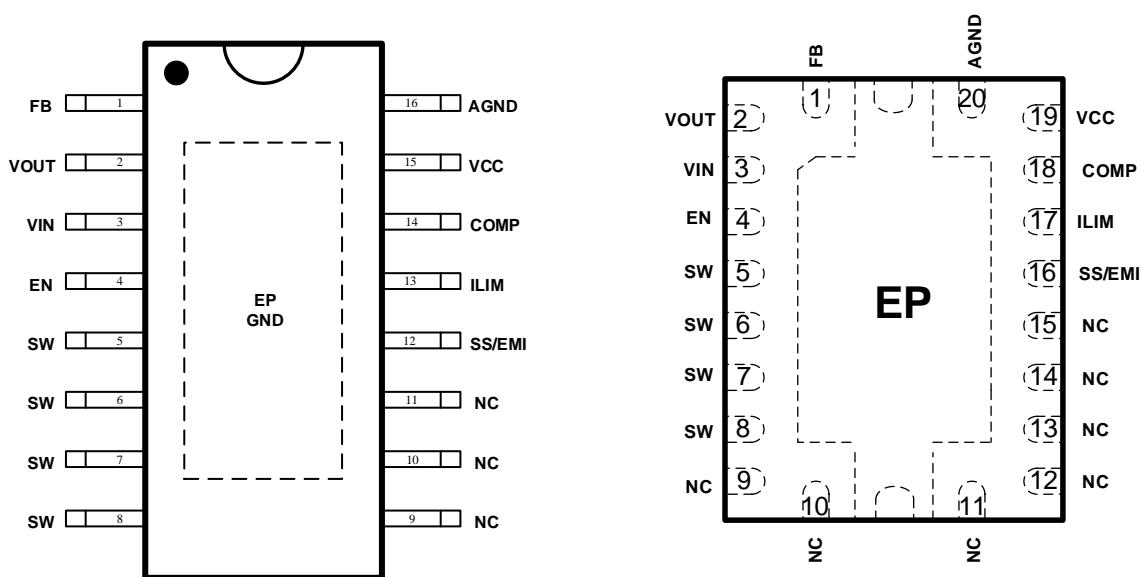 FB 1 16 AGND
VOUT 2 15 VCC
VIN 3 14 COMP
EN 4 13 ILIM
SW 5 12 SS/EMI
SW 6 11 NC
SW 7 10 NC
SW 8 9 NC
EP
GND
FB AGND
1 20
VOUT 2 19 VCC
VIN 3 18 COMP
EN 4 17 ILIM
SW 5 16 SS/EMI
SW 6 15 NC
SW 7 14 NC
SW 8 13 NC
NC 9 12 NC
10 11
NC NC
EP